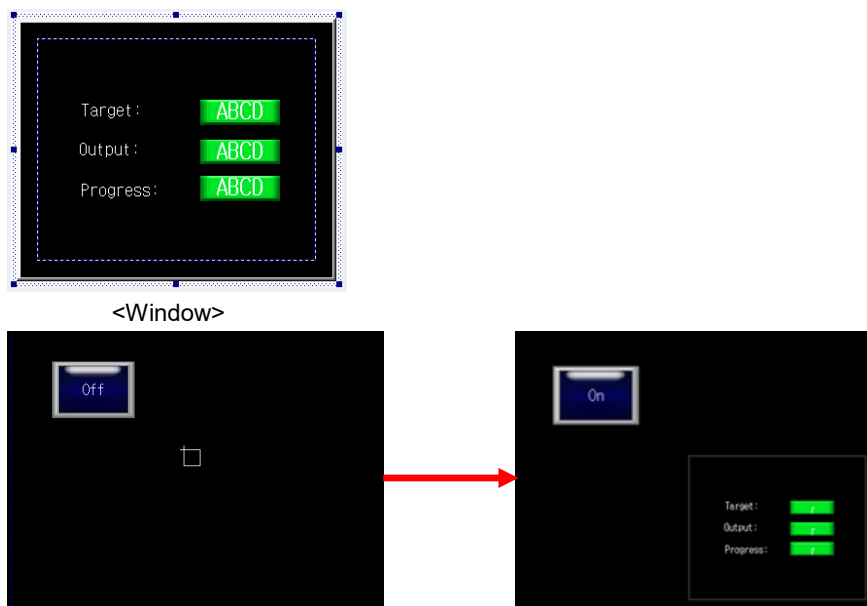 Target: ABCD
Output: ABCD
Progress: ABCD
<Window>
Off
On
Target: r
Output: r
Progress: r